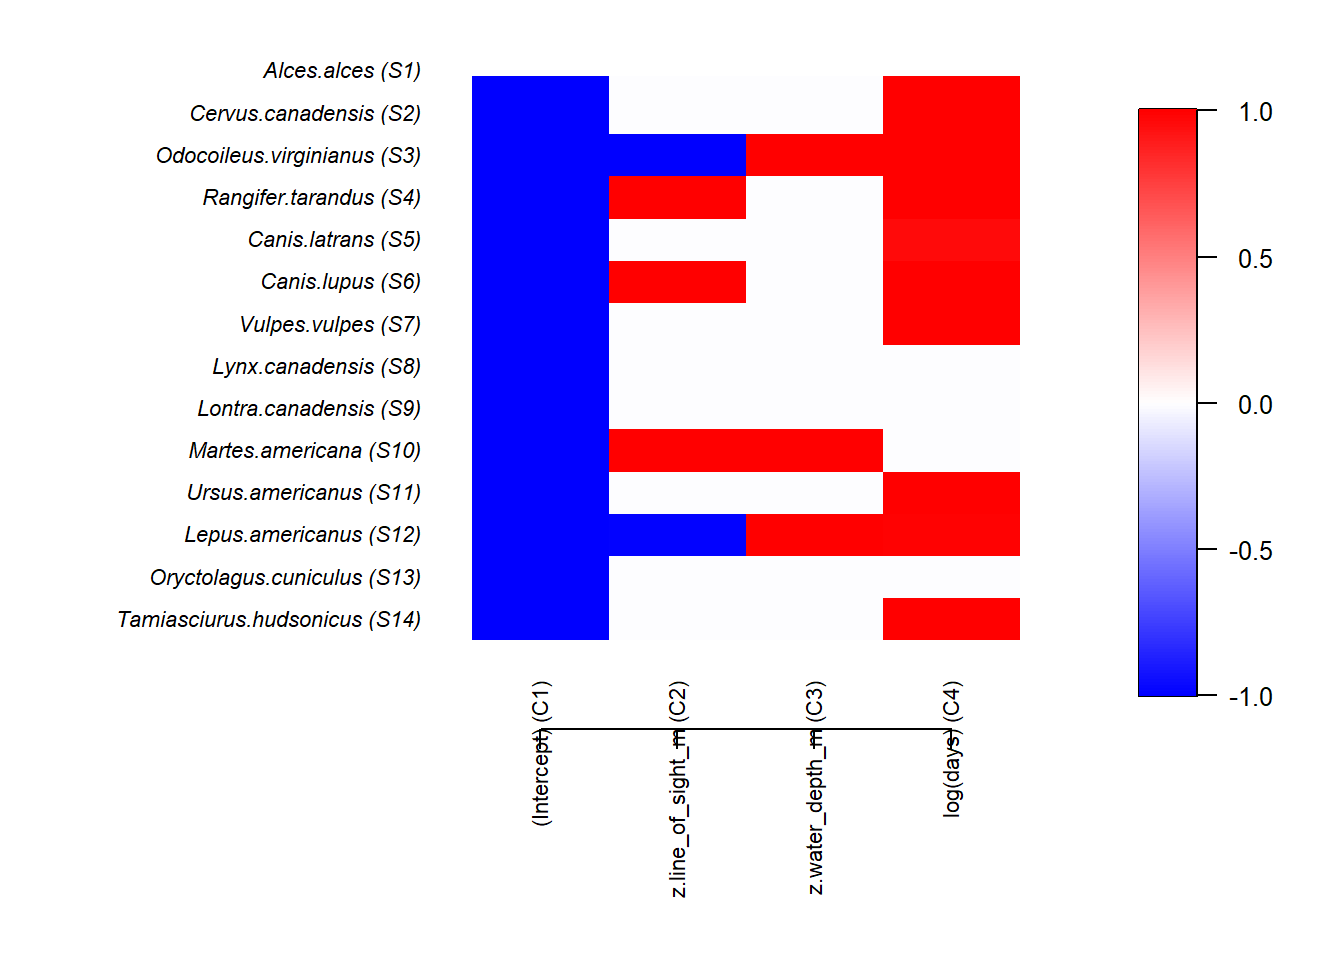 Alces.alces (S1)
Cervus.canadensis (S2)
Odocoileus.virginianus (S3)
Rangifer.tarandus (S4)
Canis.latrans (S5)
Canis.lupus (S6)
Vulpes.vulpes (S7)
Lynx.canadensis (S8)
Lontra.canadensis (S9)
Martes.americana (S10)
Ursus.americanus (S11)
Lepus.americanus (S12)
Oryctolagus.cuniculus (S13)
Tamiasciurus.hudsonicus (S14)
(Intercept) (C1)
z.line_of_sight_m (C2)
z.water_depth_m (C3)
log(days) (C4)
1.0
0.5
0.0
-0.5
-1.0